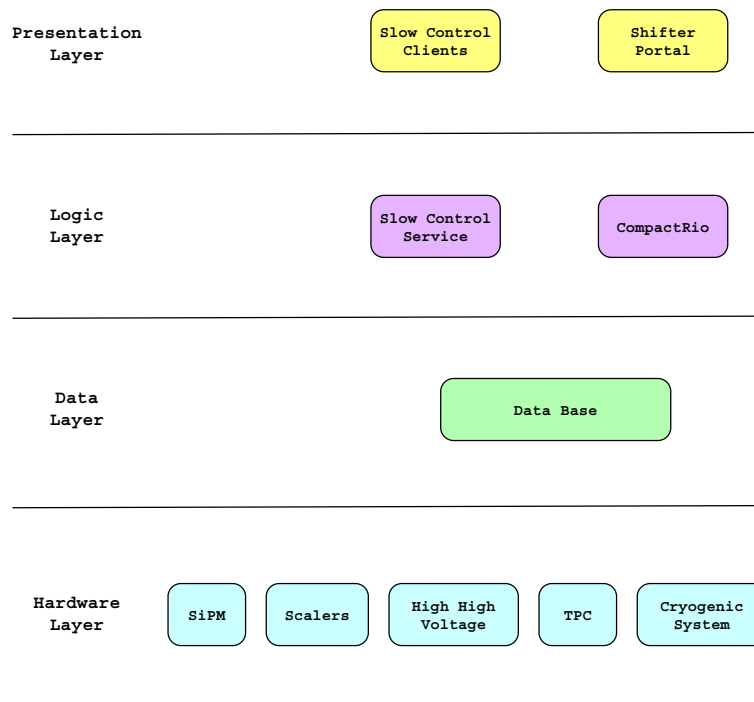 Presentation
Layer
Slow Control
Clients
Shifter
Portal
Logic
Layer
Slow Control
Service
CompactRio
Data
Layer
Data Base
Hardware
Layer
SiPM
Scalers
High High
Voltage
TPC
Cryogenic
System